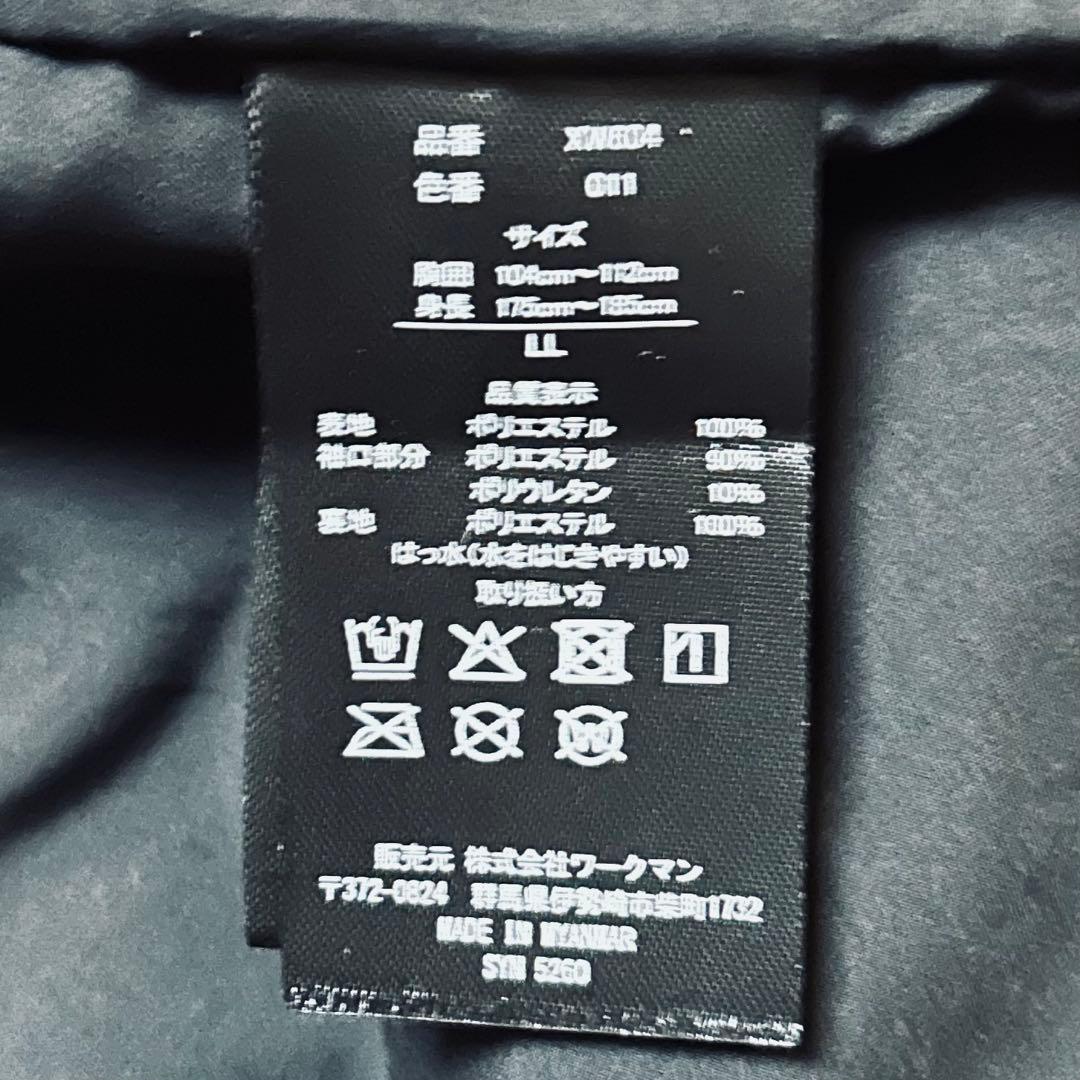 品番
色番 011
サイズ
胸囲 104cm~112cm
身長 175cm~185cm
LL
品質表示
表地 ポリエステル 100%
袖口部分 ポリエステル 90%
ポリウレタン 10%
裏地 ポリエステル 100%
はっ水(水をはじきやすい)
取り扱い方
W
販売元 株式会社ワークマン
〒372-0824 群馬県伊勢崎市柴町1732
MADE IN MYANMAR
SYM 526D